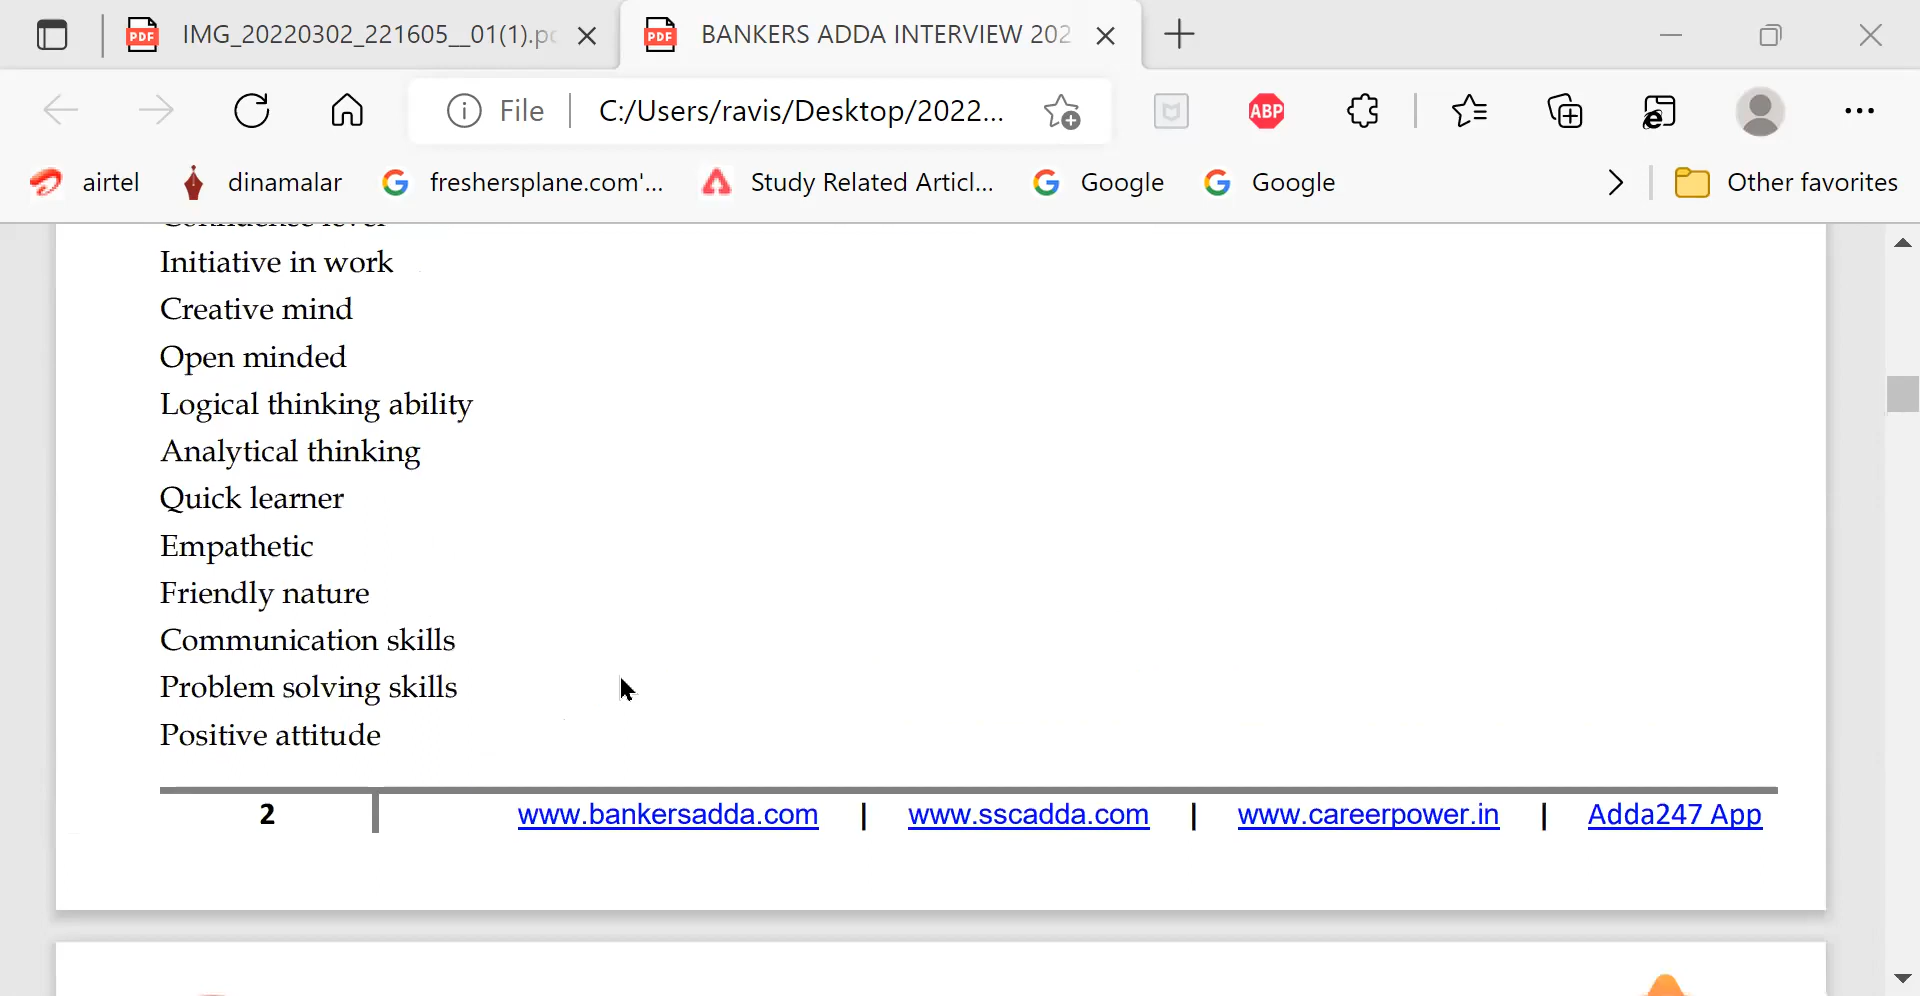 IMG_20220302_221605__01(1).p
BANKERS ADDA INTERVIEW 202
File
C:/Users/ravis/Desktop/2022...
ABP
airtel
dinamalar
freshersplane.com'...
Study Related Articl...
Google
Google
Other favorites
Initiative in work
Creative mind
Open minded
Logical thinking ability
Analytical thinking
Quick learner
Empathetic
Friendly nature
Communication skills
Problem solving skills
Positive attitude
2 | www.bankersadda.com | www.sscadda.com | www.careerpower.in | Adda247 App